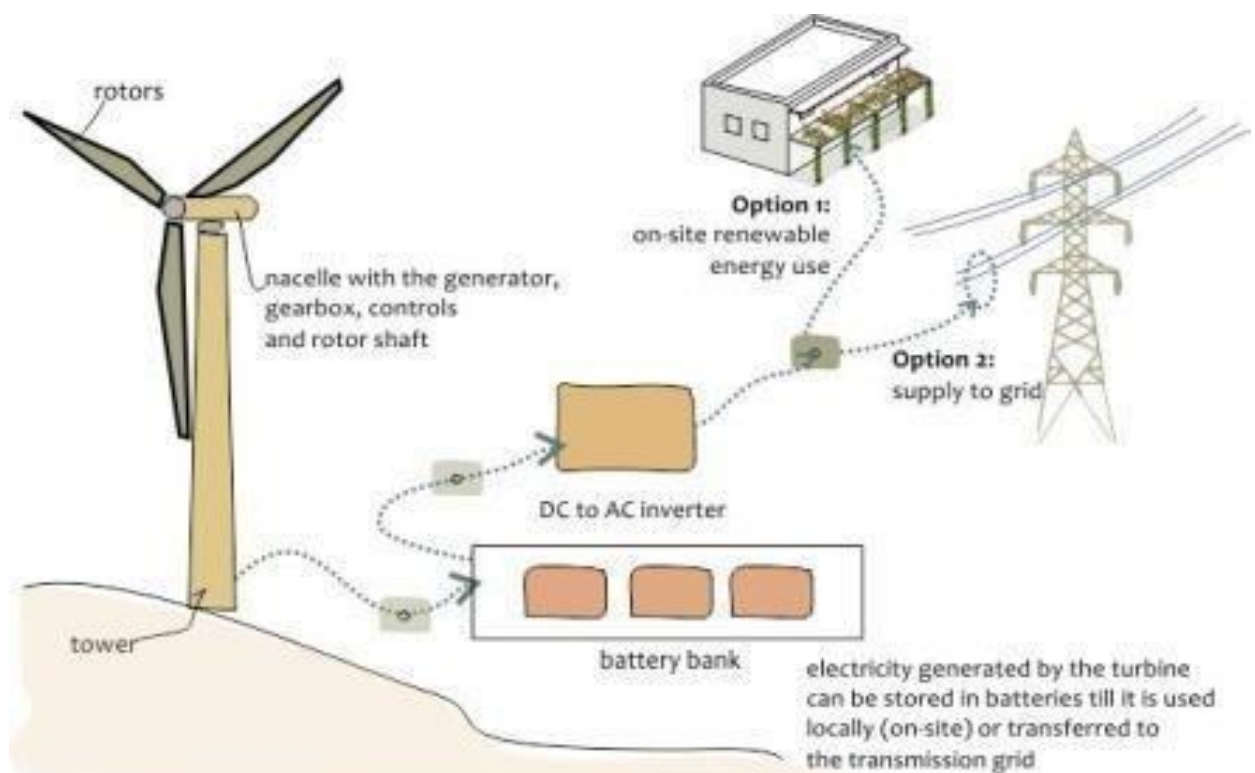 rotors
nacelle with the generator,
gearbox, controls
and rotor shaft
tower
Option 1:
on-site renewable
energy use
Option 2:
supply to grid
DC to AC inverter
battery bank
electricity generated by the turbine
can be stored in batteries till it is used
locally (on-site) or transferred to
the transmission grid